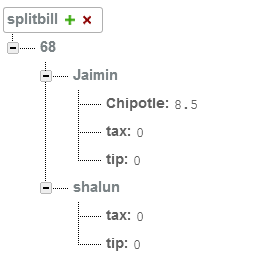 splitbill
68
Jaimin
Chipotle: 8.5
tax: 0
tip: 0
shalun
tax: 0
tip: 0